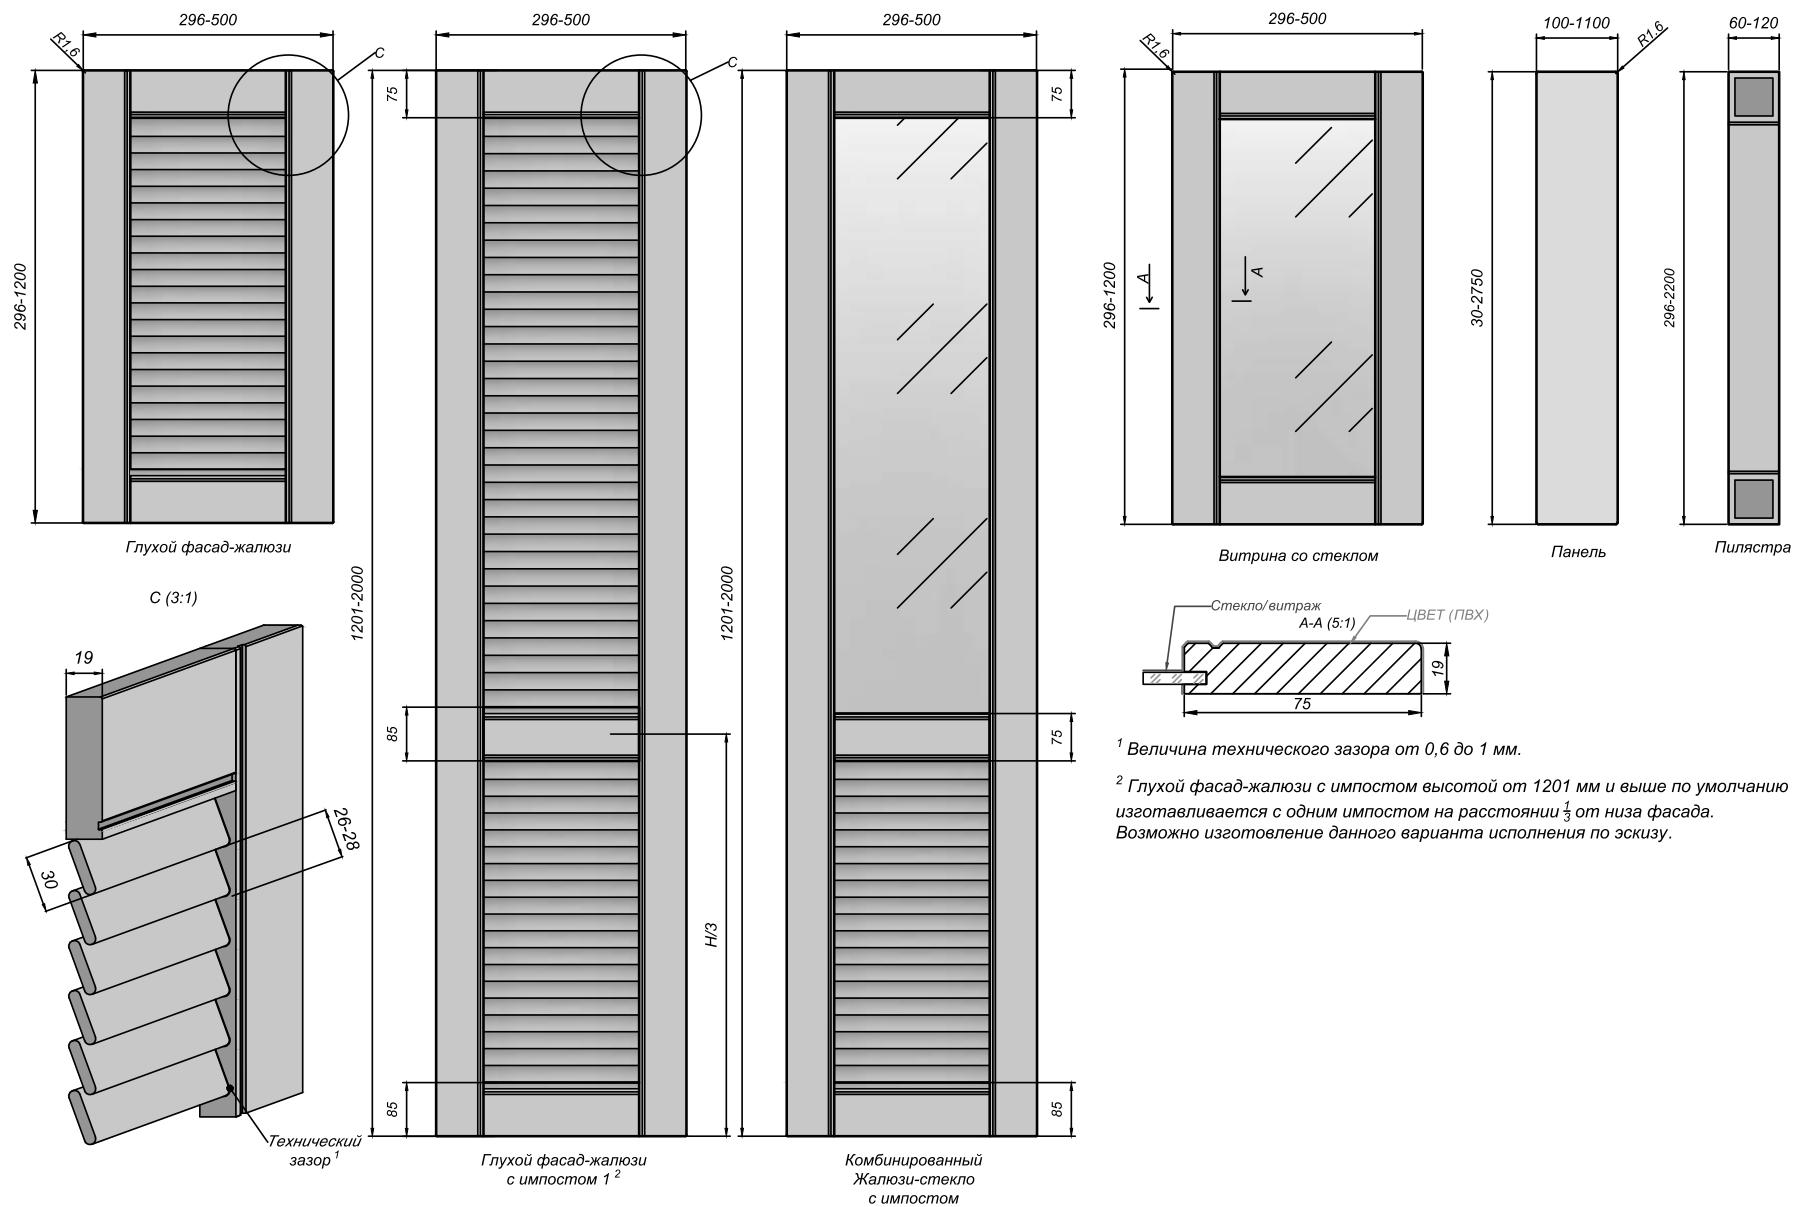 296-500
296-500
296-500
296-500
100-1100
60-120
R1.6
C
C
R1.6
R1.6
75
75
296-1200
296-1200
A
A
30-2750
296-2200
Глухой фасад-жалюзи
Витрина со стеклом
Панель
Пилястра
C (3:1)
1201-2000
1201-2000
Стекло/витраж
A-A (5:1)
ЦВЕТ (ПВХ)
19
19
75
85
75
1 Величина технического зазора от 0,6 до 1 мм.
2 Глухой фасад-жалюзи с импостом высотой от 1201 мм и выше по умолчанию
изготавливается с одним импостом на расстоянии 1/3 от низа фасада.
Возможно изготовление данного варианта исполнения по эскизу.
26-28
30
H/3
85
85
Технический
зазор 1
Глухой фасад-жалюзи
с импостом 1 2
Комбинированный
Жалюзи-стекло
с импостом